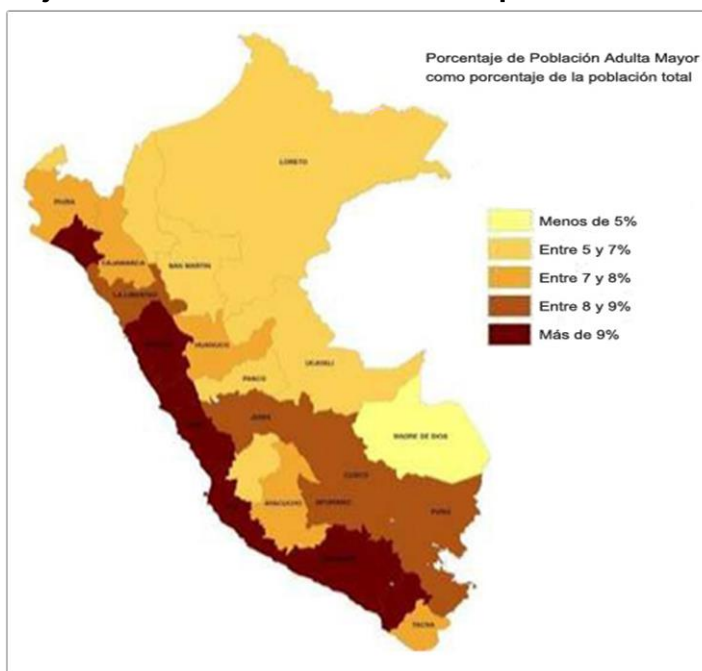 Porcentaje de Población Adulta Mayor
como porcentaje de la población total
LORETO
PIURA
CAJAMARCA
SAN MARTIN
LA LIBERTAD
HUANUCO
UCAYALI
PASCO
JUNIN
MADRE DE DIOS
CUSCO
AYACUCHO
APURIMAC
PUNO
TACNA
Menos de 5%
Entre 5 y 7%
Entre 7 y 8%
Entre 8 y 9%
Más de 9%